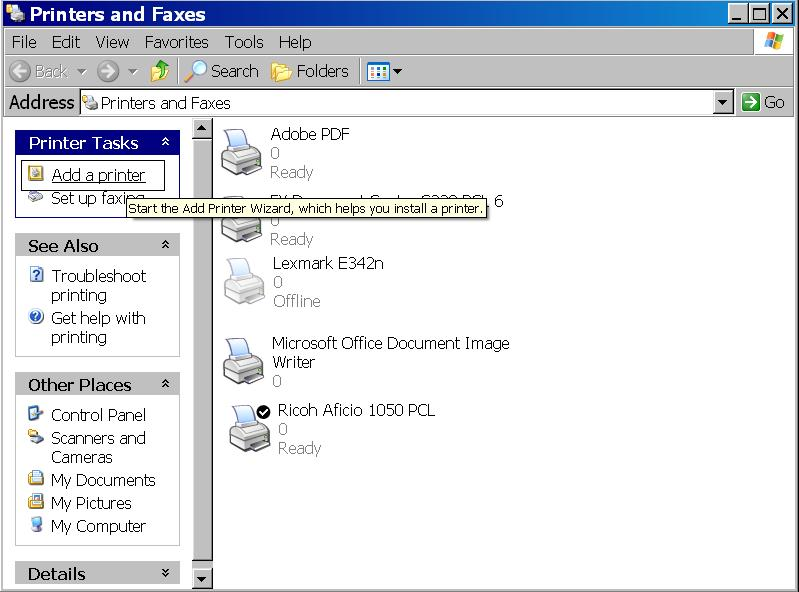 Printers and Faxes
File Edit View Favorites Tools Help
Back Search Folders
Address Printers and Faxes Go
Printer Tasks
Add a printer
Set up faxing
Start the Add Printer Wizard, which helps you install a printer.
See Also
Troubleshoot
printing
Get help with
printing
Other Places
Control Panel
Scanners and
Cameras
My Documents
My Pictures
My Computer
Details
Adobe PDF
0
Ready
6
0
Ready
Lexmark E342n
0
Offline
Microsoft Office Document Image
Writer
0
Ricoh Aficio 1050 PCL
0
Ready